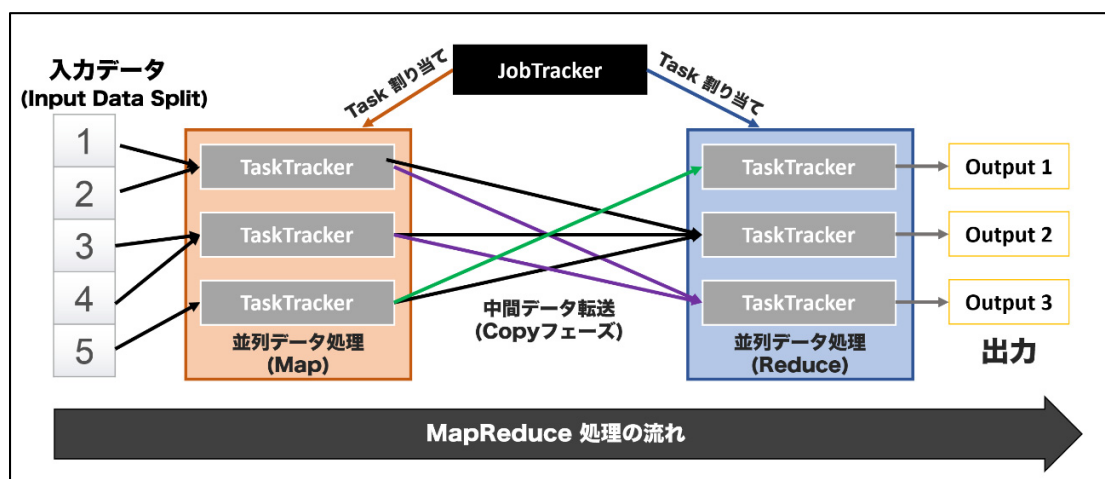 JobTracker
入力データ
(Input Data Split)
Task 割り当て
Task 割り当て
1
2
3
4
5
TaskTracker
TaskTracker
TaskTracker
並列データ処理
(Map)
中間データ転送
(Copyフェーズ)
TaskTracker
TaskTracker
TaskTracker
並列データ処理
(Reduce)
Output 1
Output 2
Output 3
出力
MapReduce 処理の流れ